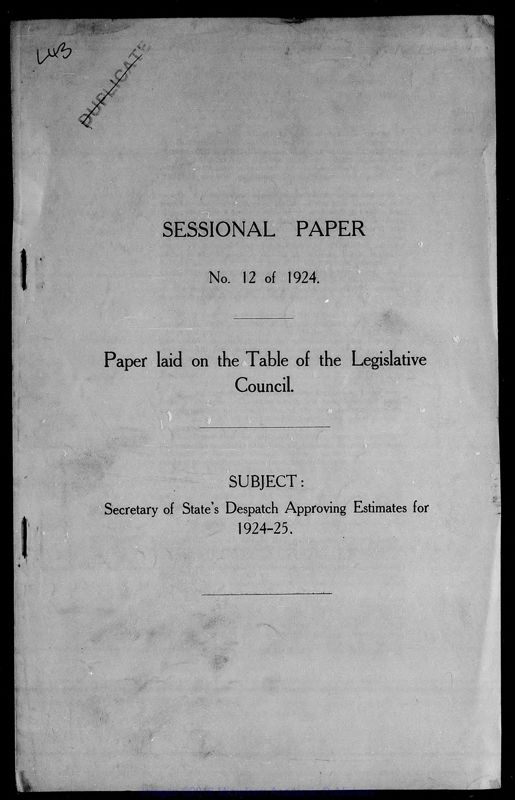 L43
DUPLICATE
SESSIONAL PAPER
No. 12 of 1924.
Paper laid on the Table of the Legislative
Council.
SUBJECT:
Secretary of State's Despatch Approving Estimates for
1924-25.